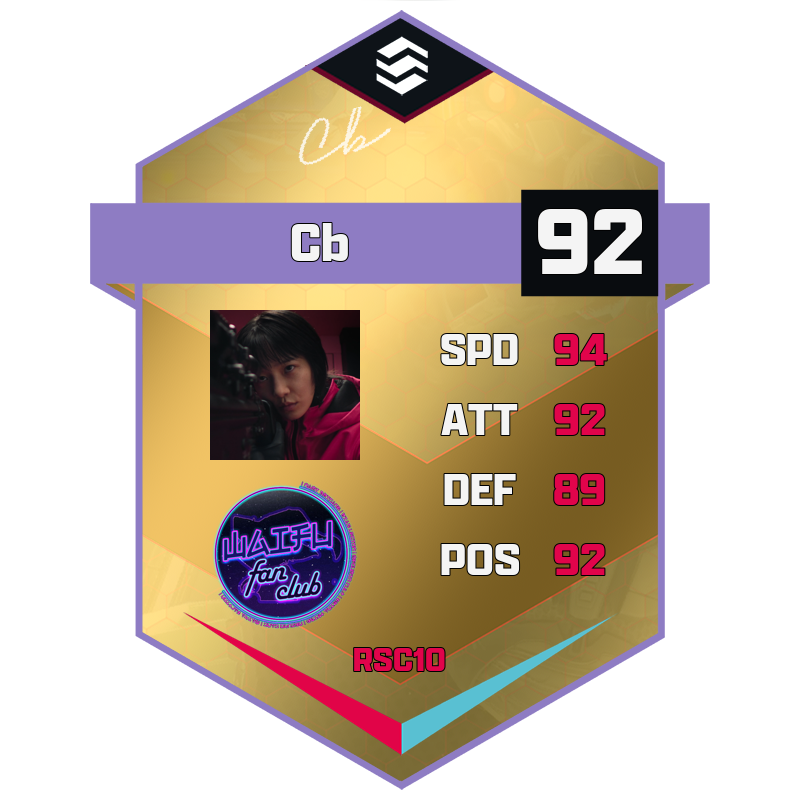 Cb
Cb
92
SPD 94
ATT 92
DEF 89
POS 92
WAIFU
fan
club
RSC10